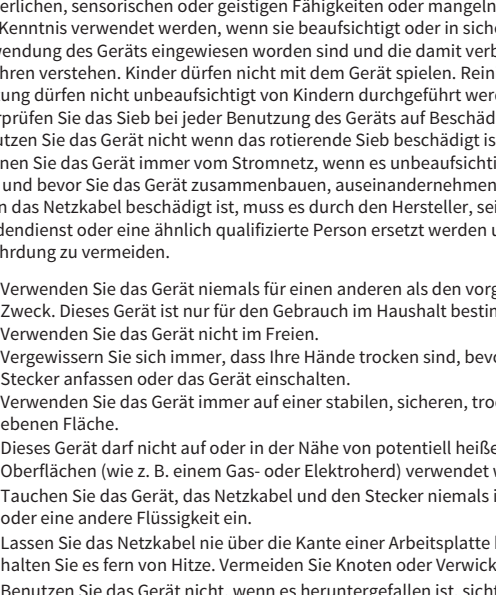 erlichen, sensorischen oder geistigen Fähigkeiten oder mangeln
Kenntnis verwendet werden, wenn sie beaufsichtigt oder in siche
wendung des Geräts eingewiesen worden sind und die damit verb
hren verstehen. Kinder dürfen nicht mit dem Gerät spielen. Rein
tung dürfen nicht unbeaufsichtigt von Kindern durchgeführt werd
rprüfen Sie das Sieb bei jeder Benutzung des Geräts auf Beschäd
utzen Sie das Gerät nicht wenn das rotierende Sieb beschädigt is
nen Sie das Gerät immer vom Stromnetz, wenn es unbeaufsichti
und bevor Sie das Gerät zusammenbauen, auseinandernehmen
n das Netzkabel beschädigt ist, muss es durch den Hersteller, sei
dendienst oder eine ähnlich qualifizierte Person ersetzt werden u
hrdung zu vermeiden.
Verwenden Sie das Gerät niemals für einen anderen als den vorg
Zweck. Dieses Gerät ist nur für den Gebrauch im Haushalt bestin
Verwenden Sie das Gerät nicht im Freien.
Vergewissern Sie sich immer, dass Ihre Hände trocken sind, bevo
Stecker anfassen oder das Gerät einschalten.
Verwenden Sie das Gerät immer auf einer stabilen, sicheren, troc
ebenen Fläche.
Dieses Gerät darf nicht auf oder in der Nähe von potentiell heiße
Oberflächen (wie z. B. einem Gas- oder Elektroherd) verwendet w
Tauchen Sie das Gerät, das Netzkabel und den Stecker niemals i
oder eine andere Flüssigkeit ein.
Lassen Sie das Netzkabel nie über die Kante einer Arbeitsplatte h
halten Sie es fern von Hitze. Vermeiden Sie Knoten oder Verwick
Benutzen Sie das Gerät nicht, wenn es heruntergefallen ist, sicht